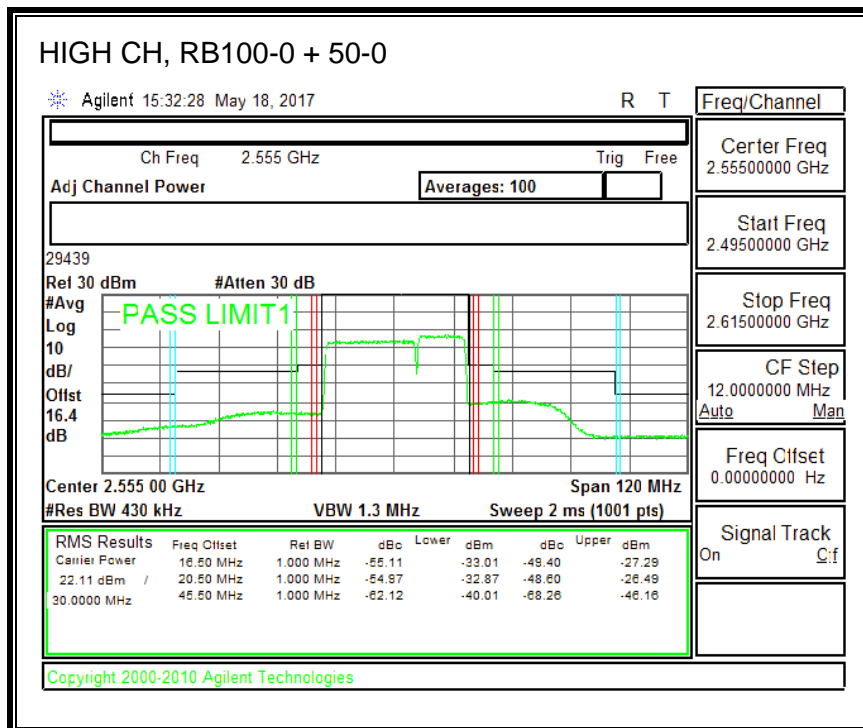 HIGH CH, RB100-0 + 50-0
Agilent 15:32:28 May 18, 2017 R T
Freq/Channel
Ch Freq 2.555 GHz Trig Free
Adj Channel Power Averages: 100
Center Freq
2.55500000 GHz
Start Freq
2.49500000 GHz
Stop Freq
2.61500000 GHz
CF Step
12.0000000 MHz
Auto Man
Freq Offset
0.00000000 Hz
Signal Track
On Off
29439
Ref 30 dBm #Atten 30 dB
#Avg
Log
10
dB/
Offst
16.4
dB
PASS LIMIT1
Center 2.555 00 GHz Span 120 MHz
#Res BW 430 kHz VBW 1.3 MHz Sweep 2 ms (1001 pts)
RMS Results Freq Offset Ref BW dBc Lower dBm dBc Upper dBm
Carrier Power 16.50 MHz 1.000 MHz -55.11 -33.01 -49.40 -27.29
22.11 dBm / 20.50 MHz 1.000 MHz -54.97 -32.87 -48.60 -26.49
30.0000 MHz 45.50 MHz 1.000 MHz -62.12 -40.01 -68.26 -46.16
Copyright 2000-2010 Agilent Technologies